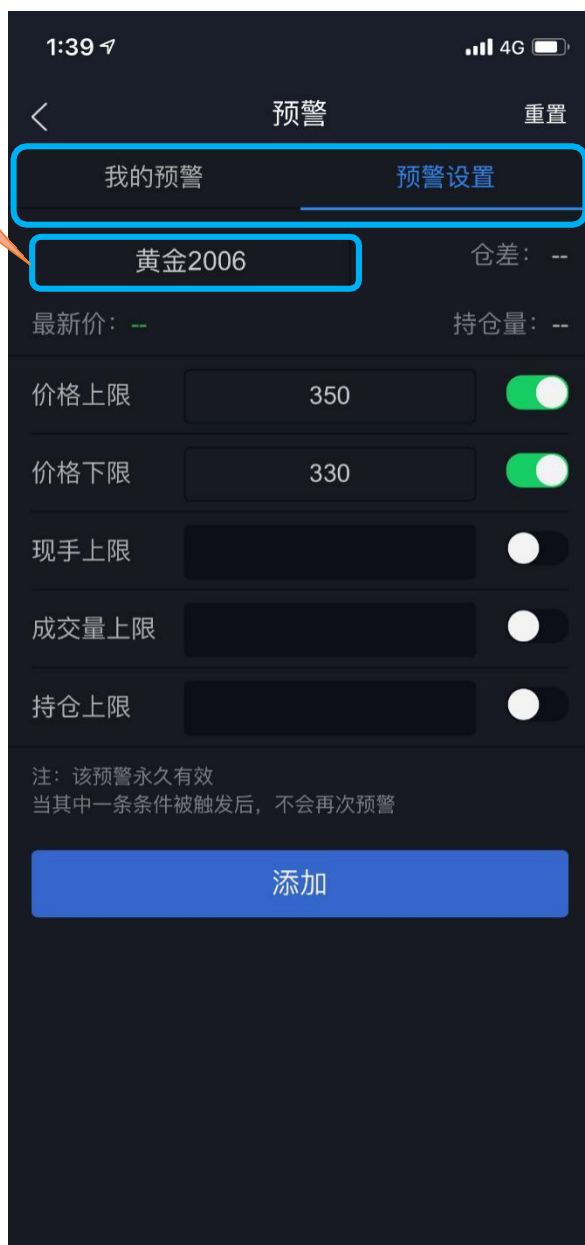 1:39 4G
预警 重置
我的预警 预警设置
黄金2006 仓差：--
最新价：-- 持仓量：--
价格上限 350
价格下限 330
现手上限
成交量上限
持仓上限
注：该预警永久有效
当其中一条条件被触发后，不会再次预警
添加